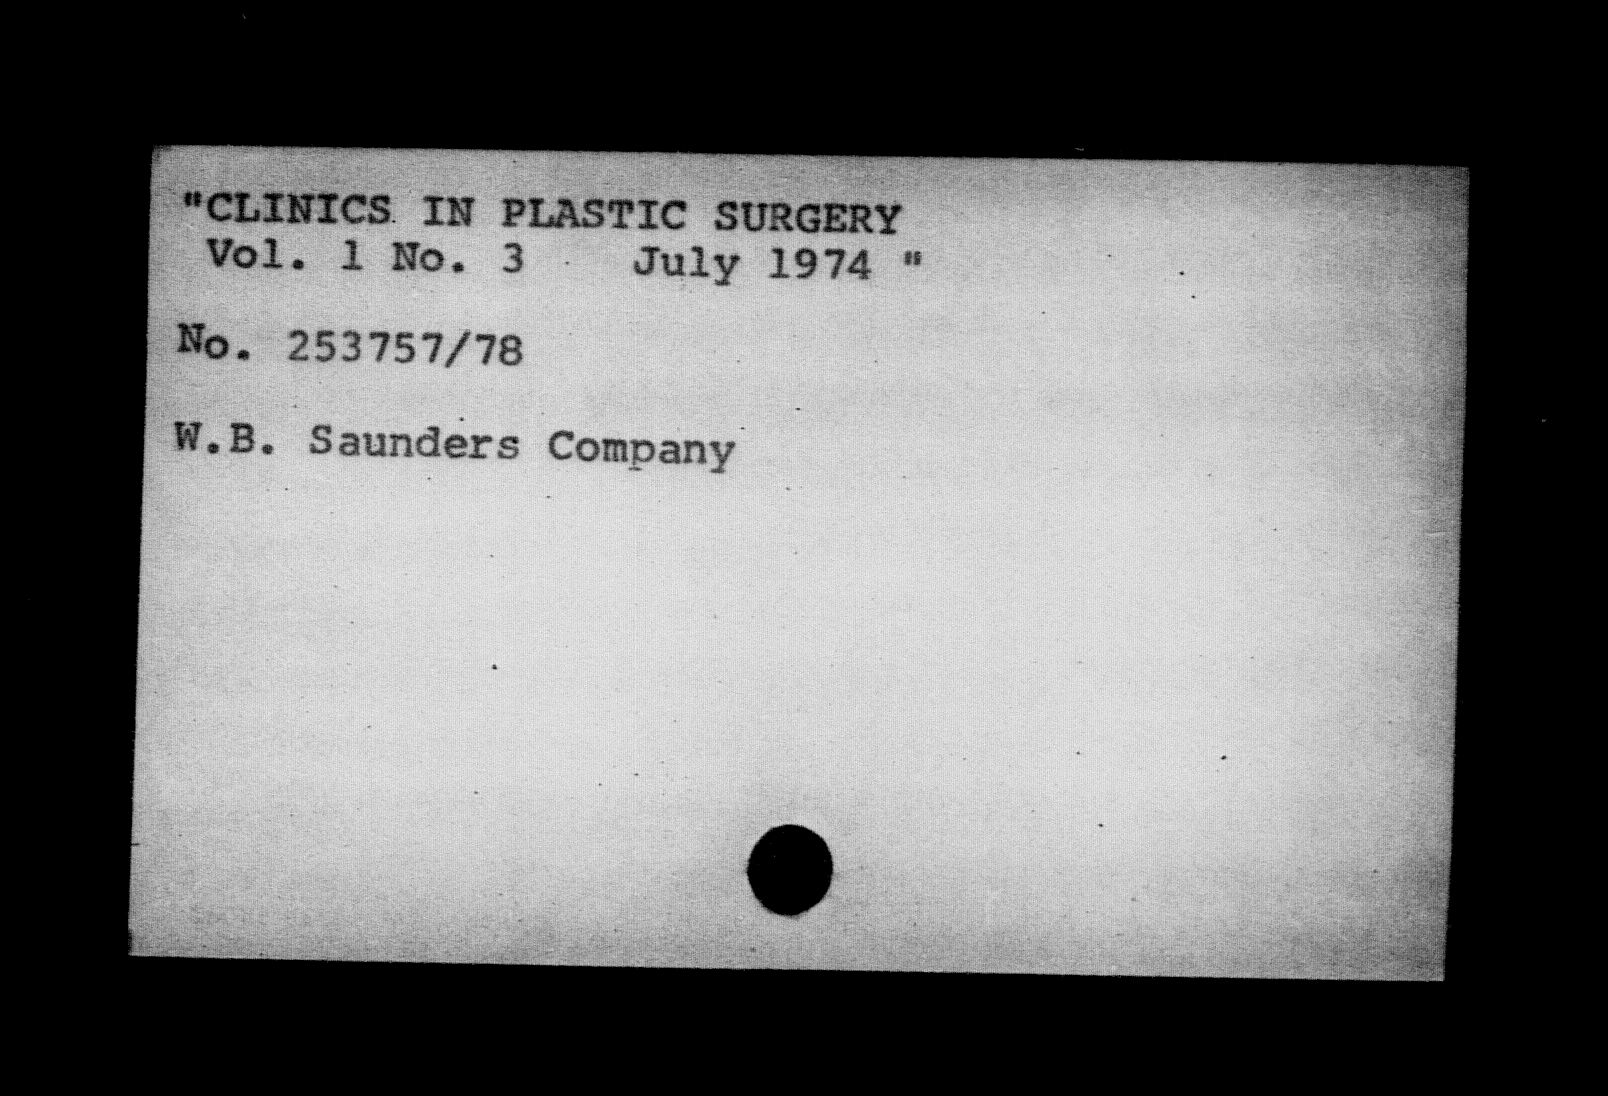 "CLINICS IN PLASTIC SURGERY
Vol. 1 No. 3 July 1974 "
No. 253757/78
W.B. Saunders Company